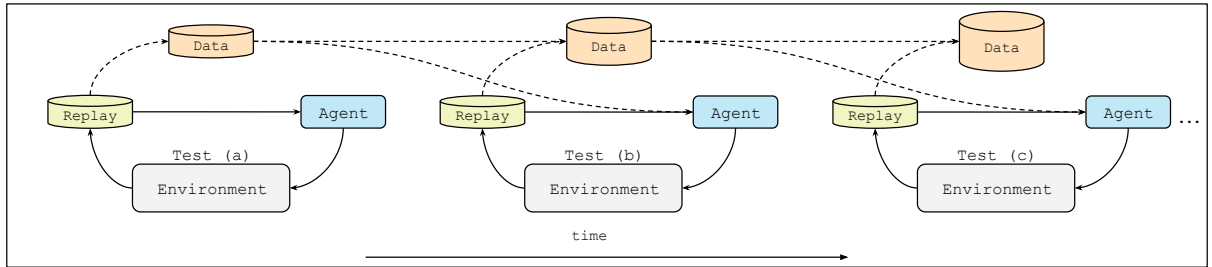 Data
Data
Data
Replay
Agent
Replay
Agent
Replay
Agent
...
Test (a)
Test (b)
Test (c)
Environment
Environment
Environment
time